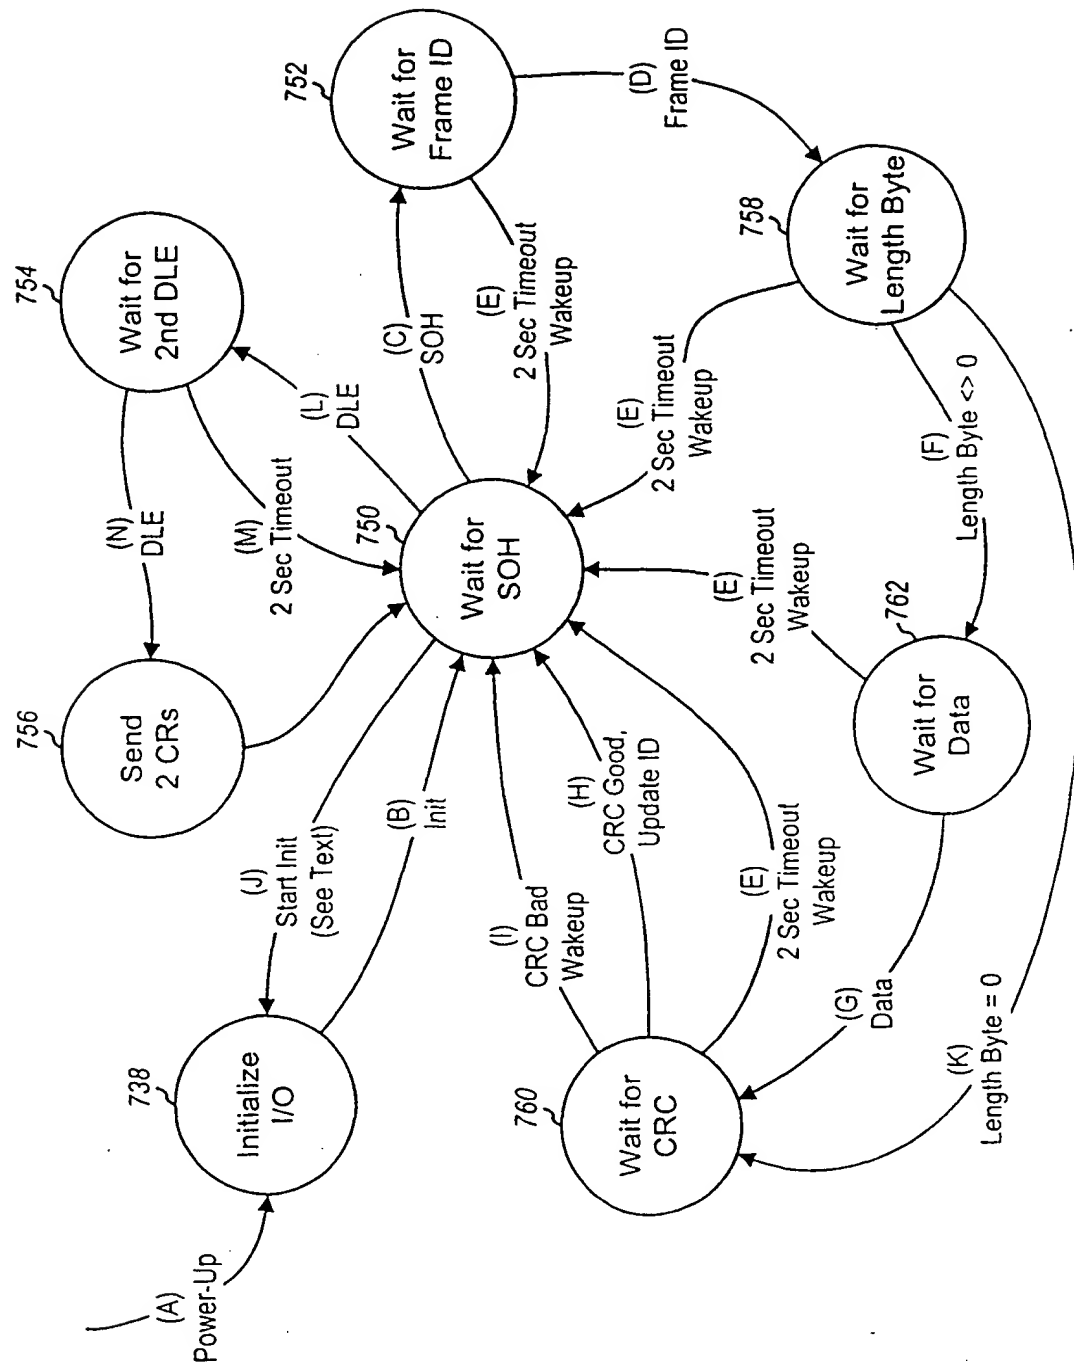 (A)
Power-Up
738
Initialize
I/O
(J)
Start Init
(See Text)
(B)
Init
756
Send
2 CRs
(N)
DLE
(M)
2 Sec Timeout
754
Wait for
2nd DLE
(L)
DLE
750
Wait for
SOH
(C)
SOH
752
Wait for
Frame ID
(E)
2 Sec Timeout
Wakeup
(D)
Frame ID
758
Wait for
Length Byte
(E)
2 Sec Timeout
Wakeup
(F)
Length Byte <> 0
762
Wait for
Data
(E)
2 Sec Timeout
Wakeup
(G)
Data
(K)
Length Byte = 0
760
Wait for
CRC
(I)
CRC Bad
Wakeup
(H)
CRC Good,
Update ID
(E)
2 Sec Timeout
Wakeup